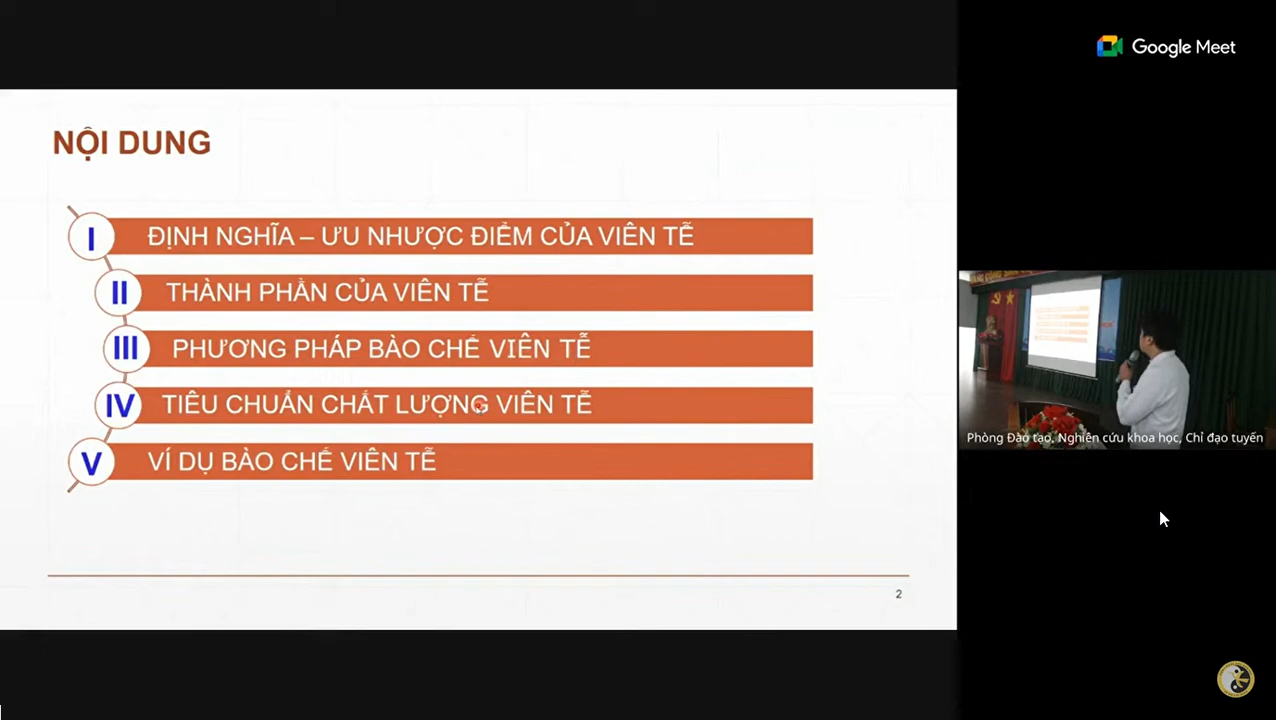 Google Meet
NỘI DUNG
I ĐỊNH NGHĨA – ƯU NHƯỢC ĐIỂM CỦA VIÊN TỄ
II THÀNH PHẦN CỦA VIÊN TỄ
III PHƯƠNG PHÁP BÀO CHẾ VIÊN TỄ
IV TIÊU CHUẨN CHẤT LƯỢNG VIÊN TỄ
V VÍ DỤ BÀO CHẾ VIÊN TỄ
Phòng Đào tạo, Nghiên cứu khoa học, Chỉ đạo tuyến
2